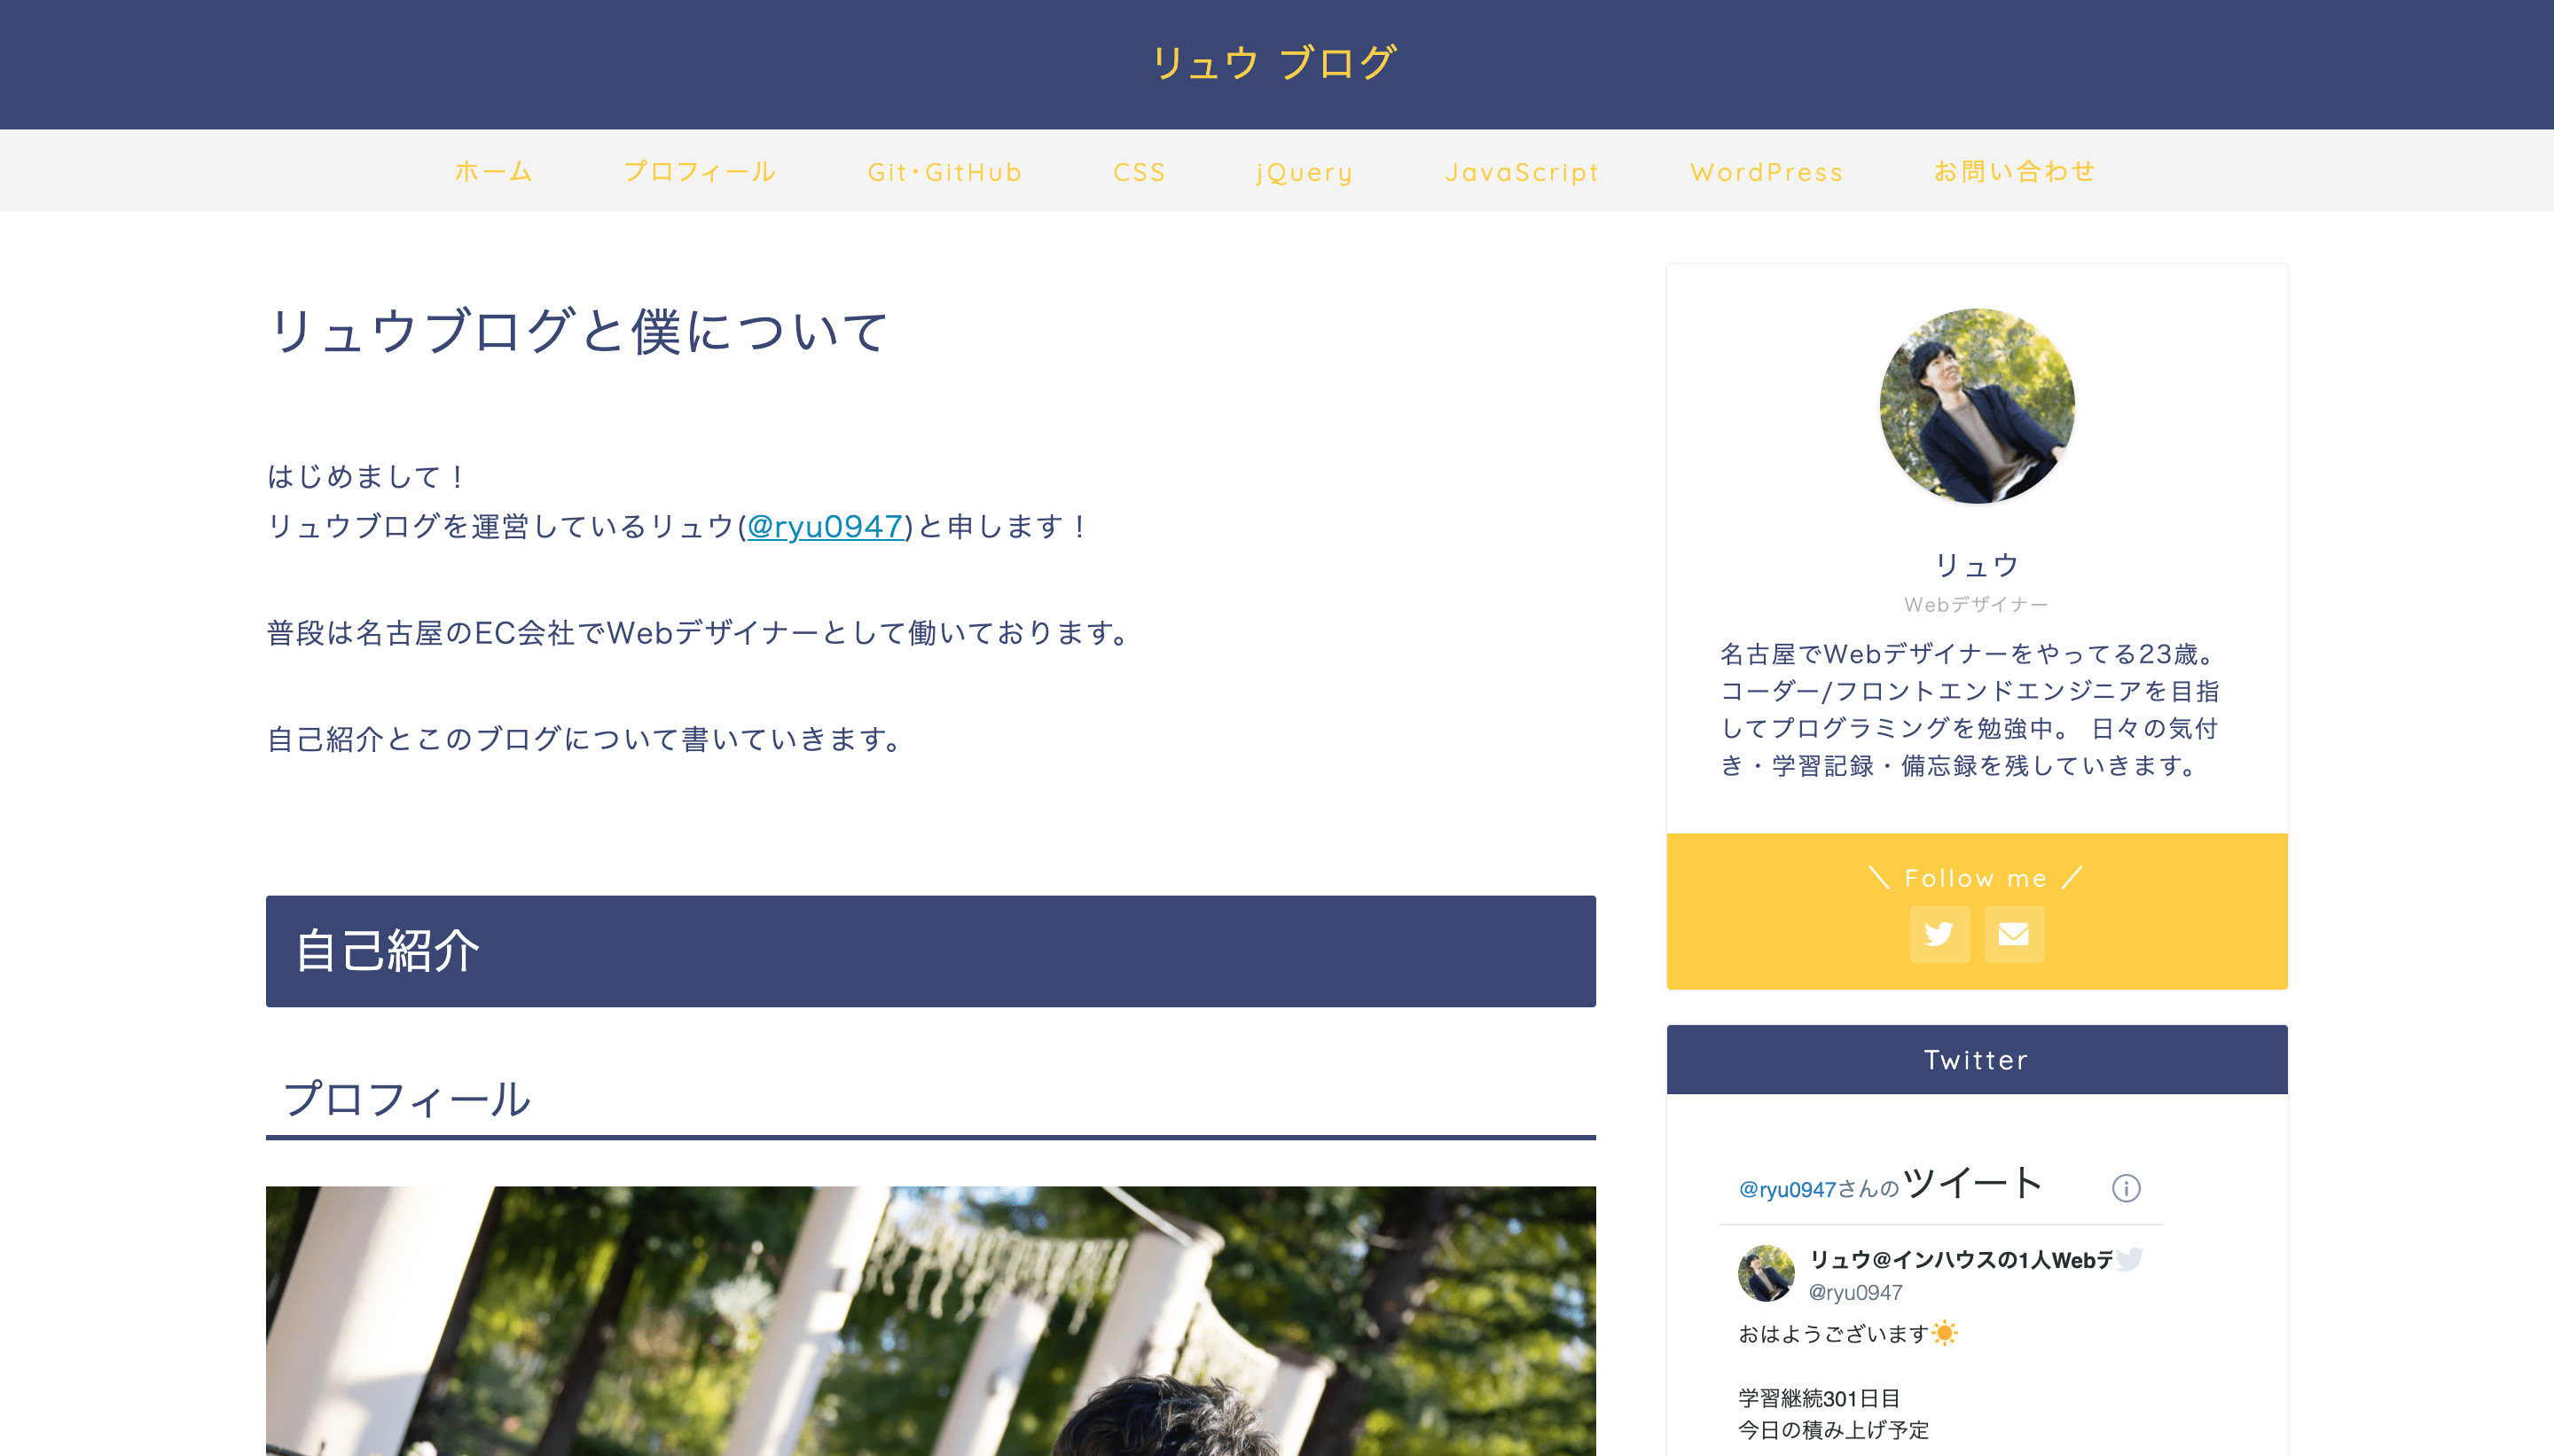 リュウ ブログ
ホーム プロフィール Git･GitHub CSS jQuery JavaScript WordPress お問い合わせ
リュウブログと僕について
はじめまして！
リュウブログを運営しているリュウ(@ryu0947)と申します！
普段は名古屋のEC会社でWebデザイナーとして働いております。
自己紹介とこのブログについて書いていきます。
自己紹介
プロフィール
リュウ
Webデザイナー
名古屋でWebデザイナーをやってる23歳。
コーダー/フロントエンドエンジニアを目指
してプログラミングを勉強中。 日々の気付
き・学習記録・備忘録を残していきます。
＼ Follow me ／
Twitter
@ryu0947さんのツイート
リュウ@インハウスの1人Webデ
@ryu0947
おはようございます☀
学習継続301日目
今日の積み上げ予定